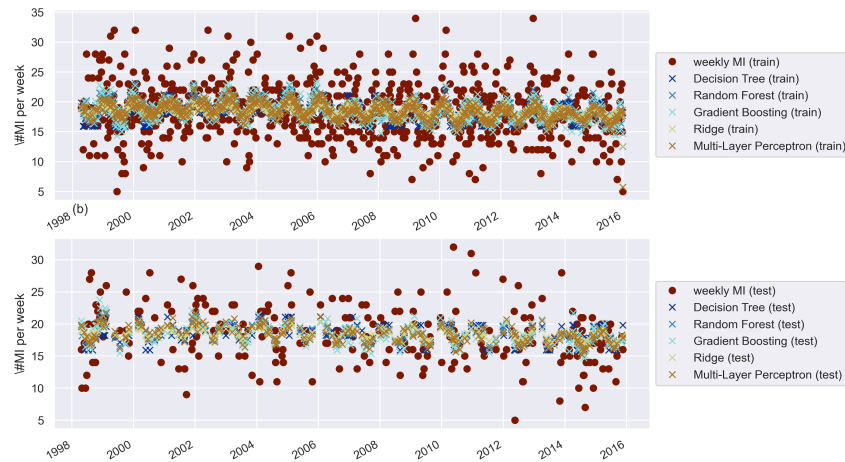 35
30
25
20
15
10
5
\#MI per week
1998
2000
2002
2004
2006
2008
2010
2012
2014
2016
weekly MI (train)
Decision Tree (train)
Random Forest (train)
Gradient Boosting (train)
Ridge (train)
Multi-Layer Perceptron (train)
(b)
30
25
20
15
10
5
\#MI per week
1998
2000
2002
2004
2006
2008
2010
2012
2014
2016
weekly MI (test)
Decision Tree (test)
Random Forest (test)
Gradient Boosting (test)
Ridge (test)
Multi-Layer Perceptron (test)